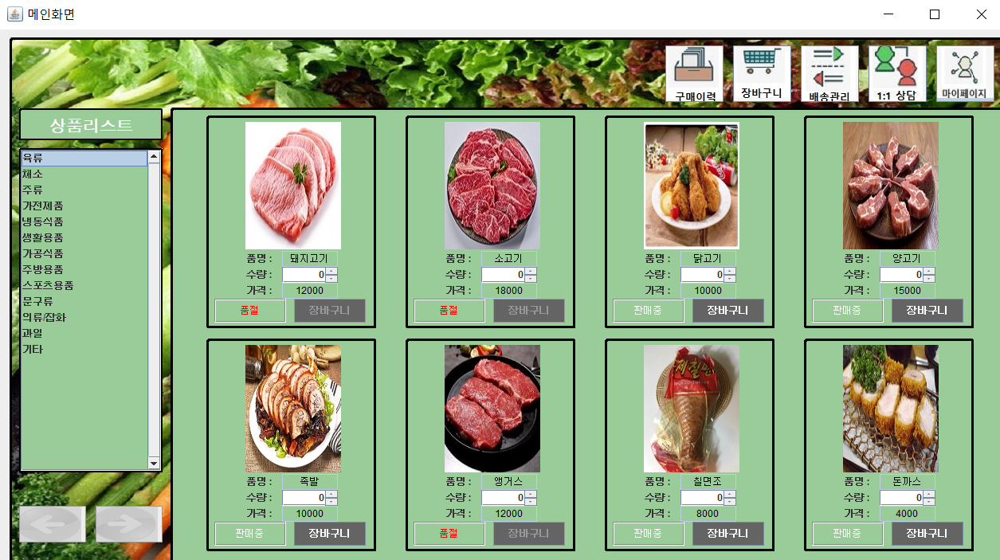 메인화면
구매이력 장바구니 배송관리 1:1 상담 마이페이지
상품리스트
육류
채소
주류
가전제품
냉동식품
생활용품
가공식품
주방용품
스포츠용품
문구류
의류/잡화
과일
기타
품명 : 돼지고기
수량 : 0
가격 : 12000
품절 장바구니
품명 : 소고기
수량 : 0
가격 : 18000
품절 장바구니
품명 : 닭고기
수량 : 0
가격 : 10000
판매중 장바구니
품명 : 양고기
수량 : 0
가격 : 15000
판매중 장바구니
품명 : 족발
수량 : 0
가격 : 10000
판매중 장바구니
품명 : 앵거스
수량 : 0
가격 : 12000
품절 장바구니
품명 : 칠면조
수량 : 0
가격 : 8000
판매중 장바구니
품명 : 돈까스
수량 : 0
가격 : 4000
판매중 장바구니